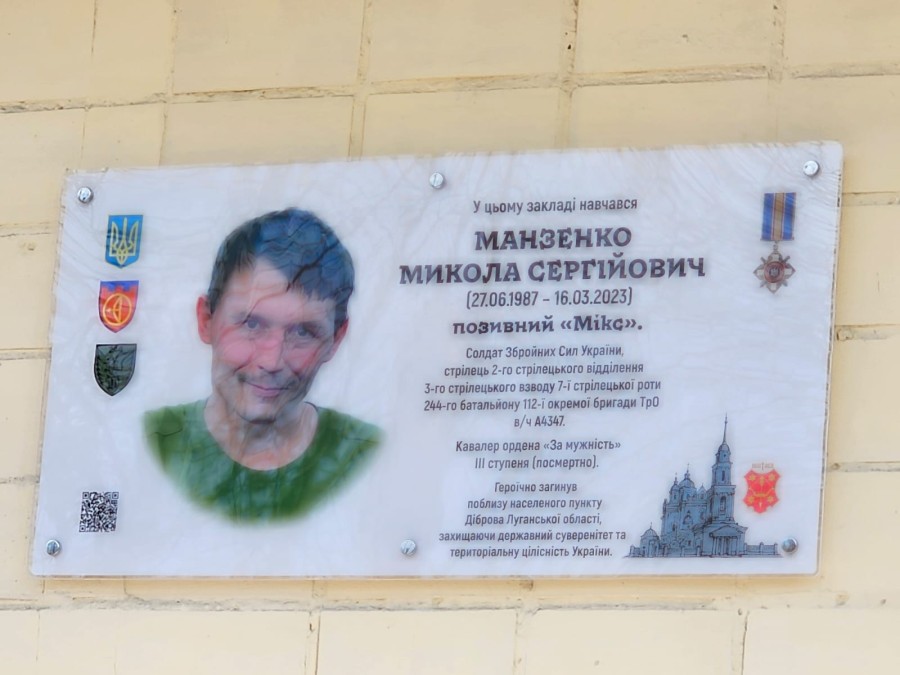 У цьому закладі навчався
МАНЗЕНКО
МИКОЛА СЕРГІЙОВИЧ
(27.06.1987 – 16.03.2023)
позивний «Мікс».
Солдат Збройних Сил України,
стрілець 2-го стрілецького відділення
3-го стрілецького взводу 7-ї стрілецької роти
244-го батальйону 112-ї окремої бригади ТрО
в/ч А4347.
Кавалер ордена «За мужність»
ІІІ ступеня (посмертно).
Героїчно загинув
поблизу населеного пункту
Діброва Луганської області,
захищаючи державний суверенітет та
територіальну цілісність України.